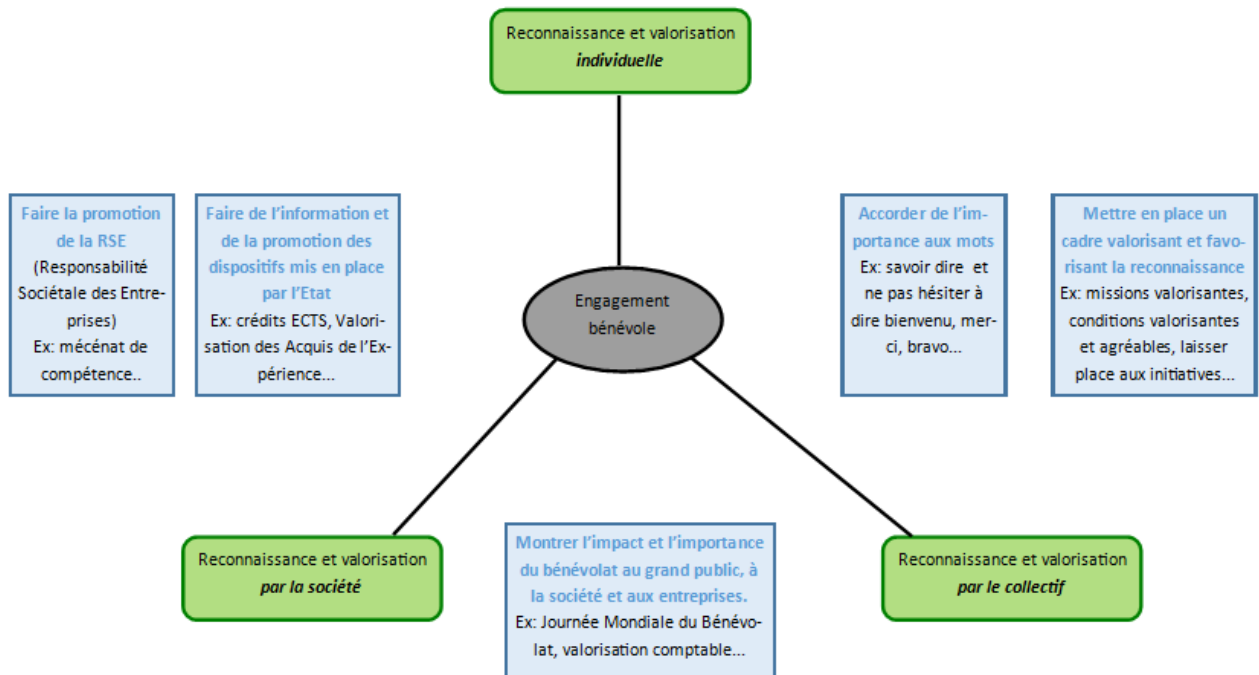 Reconnaissance et valorisation
individuelle
Faire la promotion
de la RSE
(Responsabilité
Sociétale des Entre-
prises)
Ex: mécénat de
compétence..
Faire de l'information et
de la promotion des
dispositifs mis en place
par l'Etat
Ex: crédits ECTS, Valori-
sation des Acquis de l'Ex-
périence...
Engagement
bénévole
Accorder de l'im-
portance aux mots
Ex: savoir dire et
ne pas hésiter à
dire bienvenu, mer-
ci, bravo...
Mettre en place un
cadre valorisant et favo-
risant la reconnaissance
Ex: missions valorisantes,
conditions valorisantes
et agréables, laisser
place aux initiatives...
Reconnaissance et valorisation
par la société
Montrer l'impact et l'importance
du bénévolat au grand public, à
la société et aux entreprises.
Ex: Journée Mondiale du Bénévo-
lat, valorisation comptable...
Reconnaissance et valorisation
par le collectif